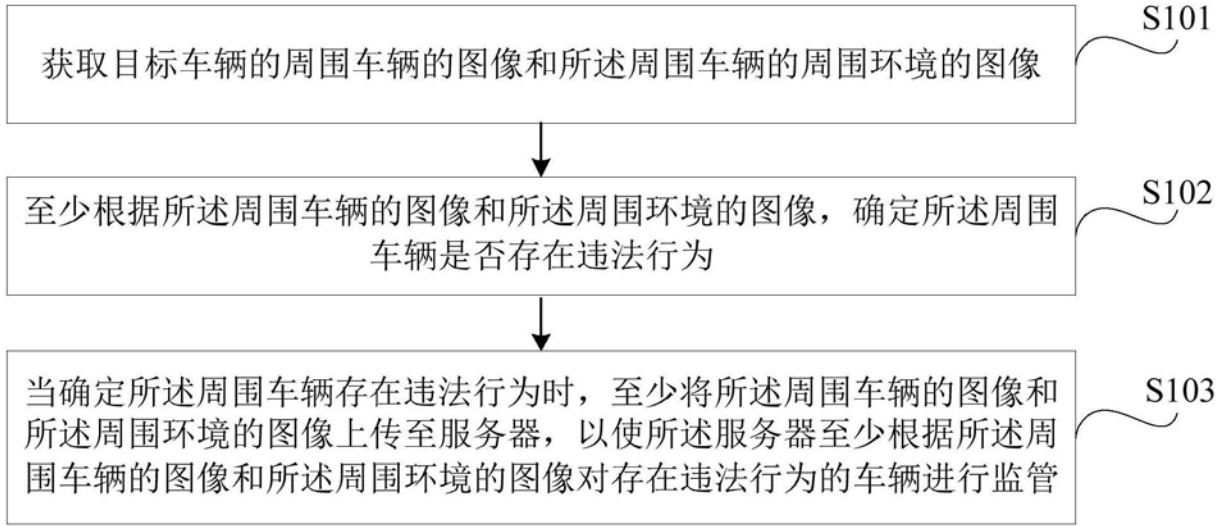 S101
获取目标车辆的周围车辆的图像和所述周围车辆的周围环境的图像
S102
至少根据所述周围车辆的图像和所述周围环境的图像，确定所述周围
车辆是否存在违法行为
S103
当确定所述周围车辆存在违法行为时，至少将所述周围车辆的图像和
所述周围环境的图像上传至服务器，以使所述服务器至少根据所述周
围车辆的图像和所述周围环境的图像对存在违法行为的车辆进行监管